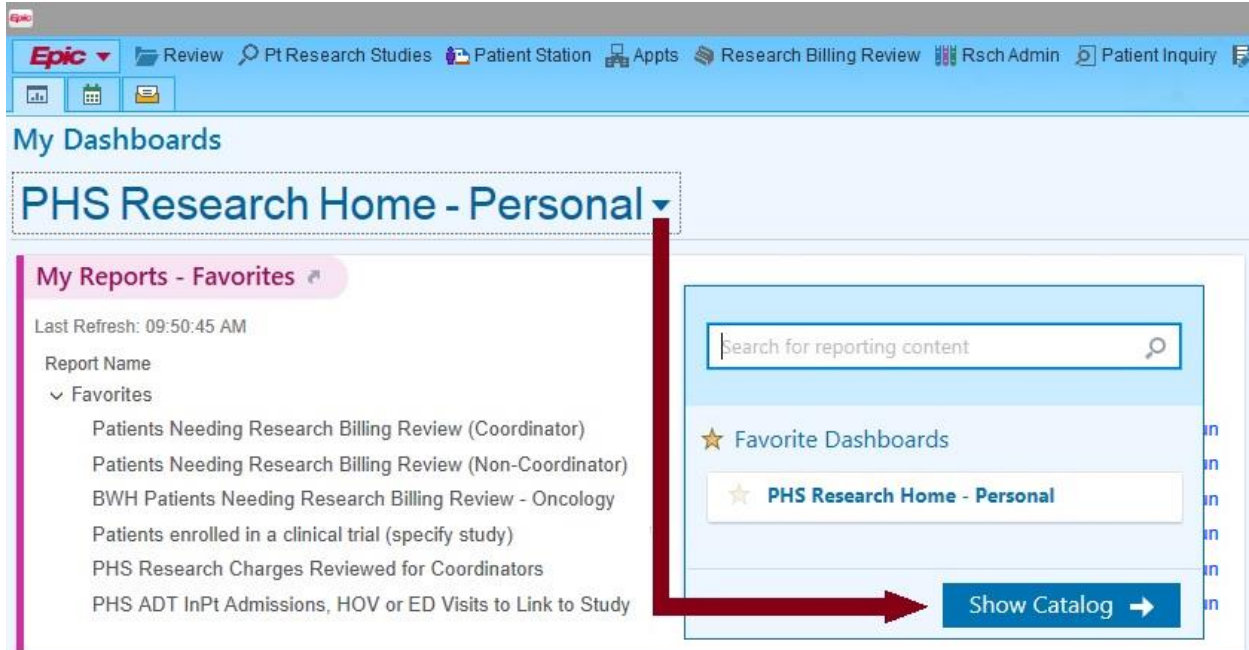 Epic
Epic Review Pt Research Studies Patient Station Appts Research Billing Review Rsch Admin Patient Inquiry
My Dashboards
PHS Research Home - Personal
My Reports - Favorites
Last Refresh: 09:50:45 AM
Report Name
Favorites
Patients Needing Research Billing Review (Coordinator)
Patients Needing Research Billing Review (Non-Coordinator)
BWH Patients Needing Research Billing Review - Oncology
Patients enrolled in a clinical trial (specify study)
PHS Research Charges Reviewed for Coordinators
PHS ADT InPt Admissions, HOV or ED Visits to Link to Study
Search for reporting content
Favorite Dashboards
PHS Research Home - Personal
Show Catalog